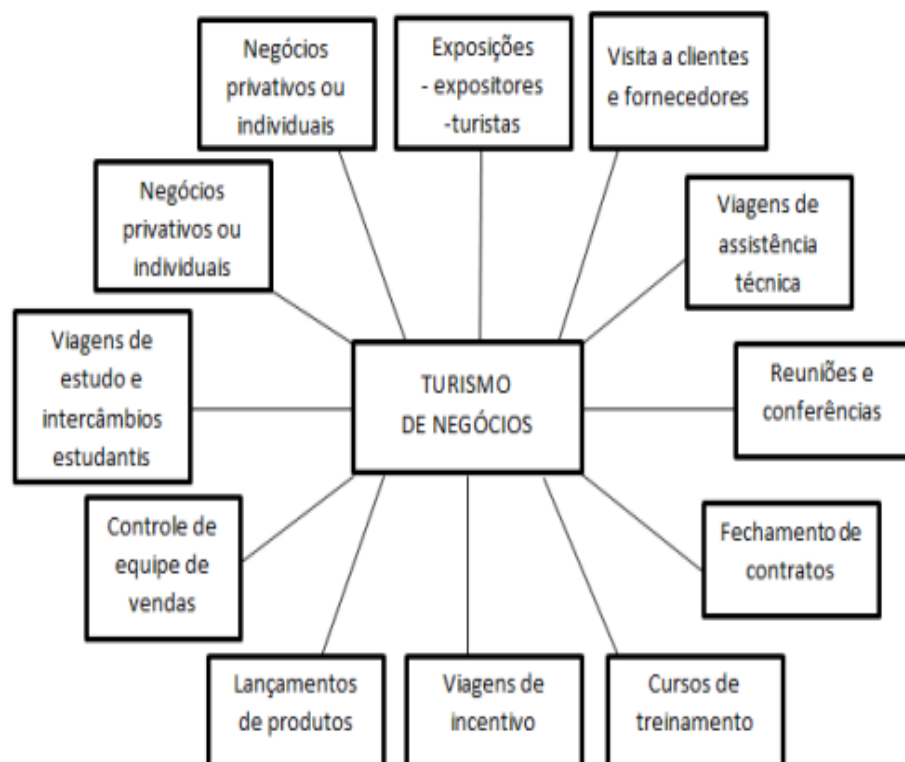 Negócios
privativos ou
individuais
Exposições
- expositores
-turistas
Visita a clientes
e fornecedores
Negócios
privativos ou
individuais
Viagens de
assistência
técnica
Viagens de
estudo e
intercâmbios
estudantis
TURISMO
DE NEGÓCIOS
Reuniões e
conferências
Controle de
equipe de
vendas
Fechamento de
contratos
Lançamentos
de produtos
Viagens de
incentivo
Cursos de
treinamento